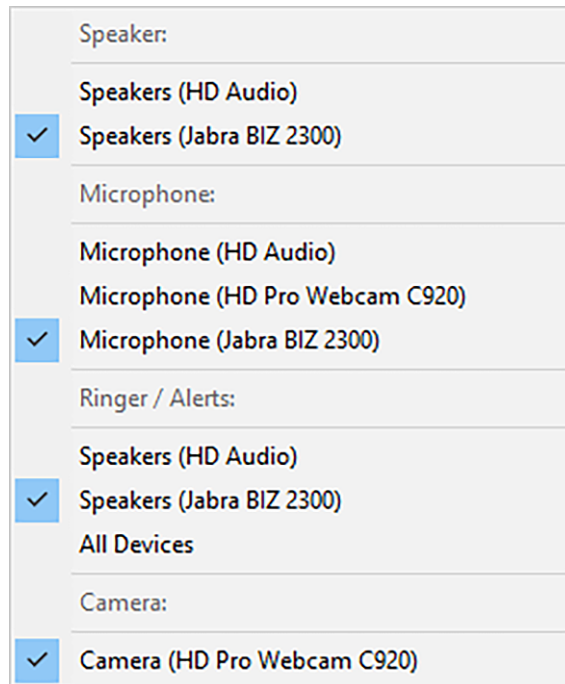 Speaker:
Speakers (HD Audio)
Speakers (Jabra BIZ 2300)
Microphone:
Microphone (HD Audio)
Microphone (HD Pro Webcam C920)
Microphone (Jabra BIZ 2300)
Ringer / Alerts:
Speakers (HD Audio)
Speakers (Jabra BIZ 2300)
All Devices
Camera:
Camera (HD Pro Webcam C920)